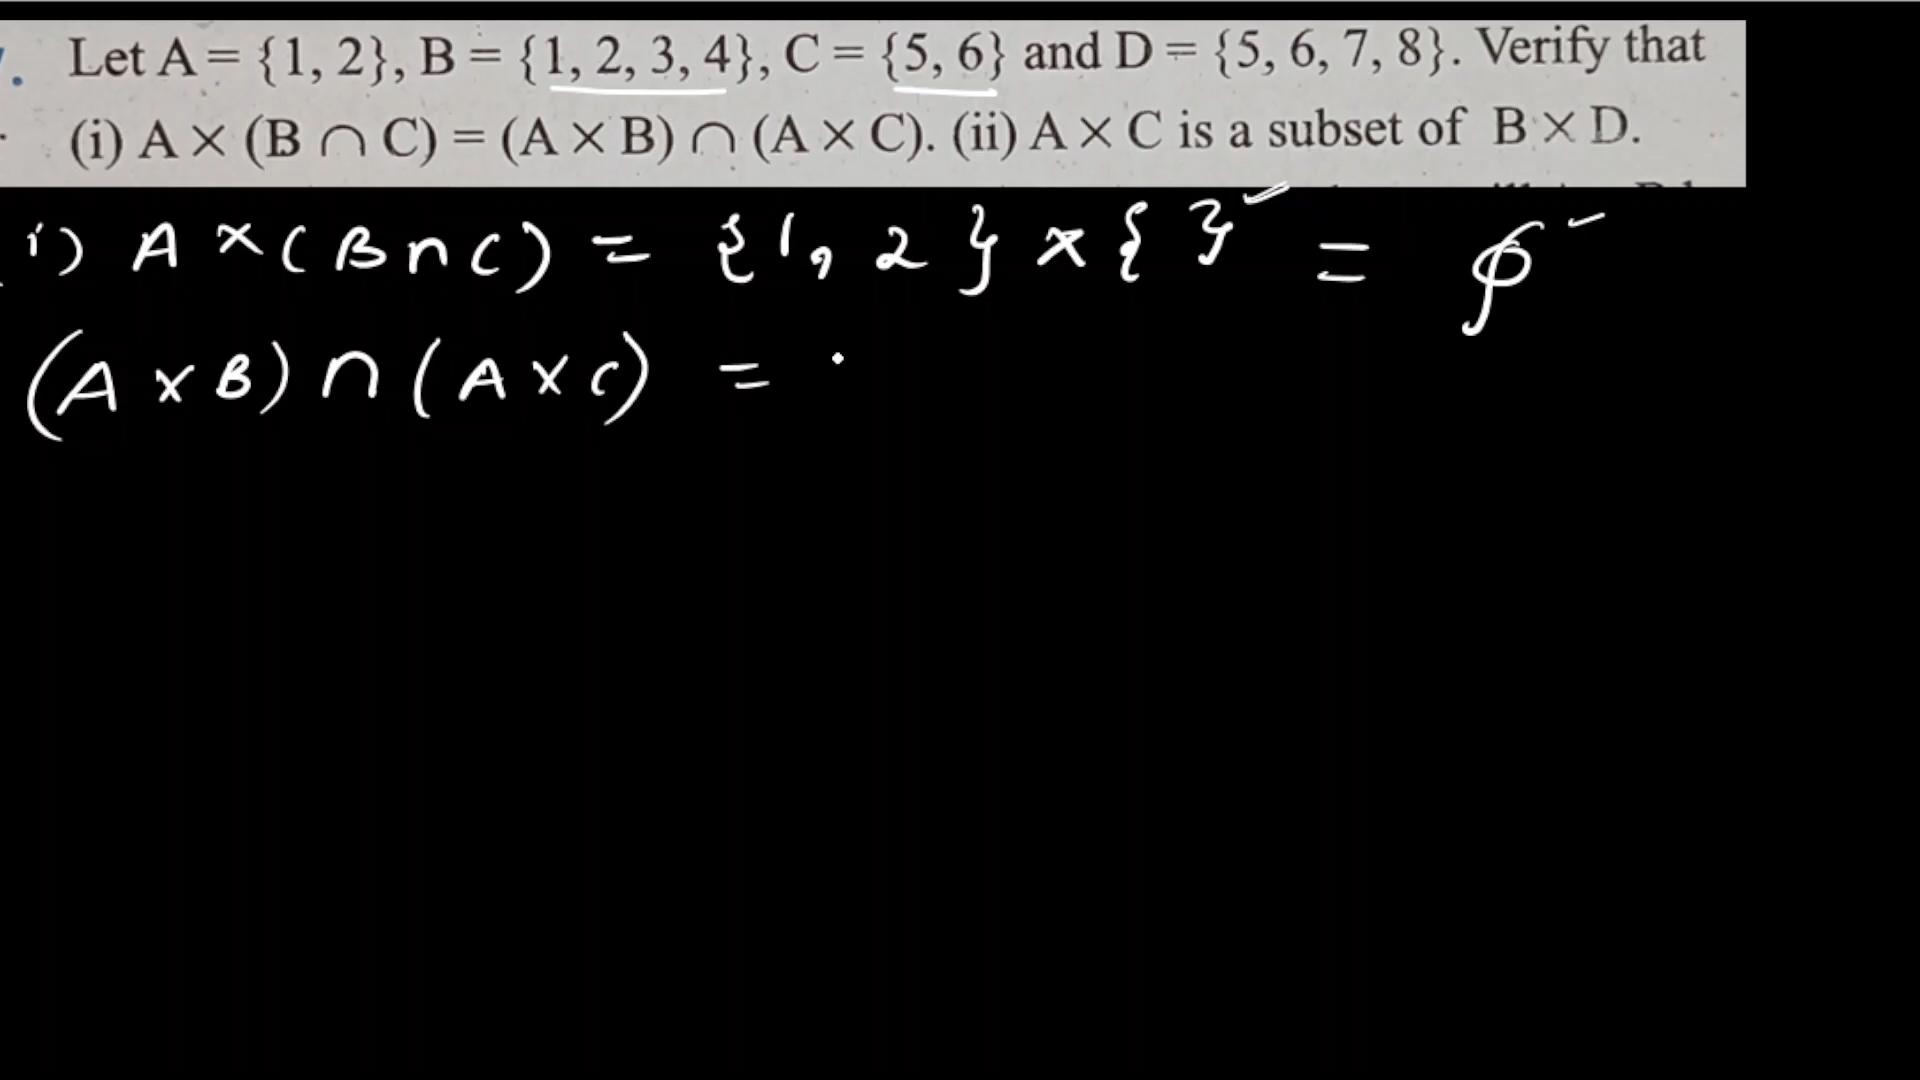 . Let A = {1, 2}, B = {1, 2, 3, 4}, C = {5, 6} and D = {5, 6, 7, 8}. Verify that
(i) A × (B ∩ C) = (A × B) ∩ (A × C). (ii) A × C is a subset of B × D.
i) A × (B ∩ C) = {1, 2} × { } = ϕ
(A × B) ∩ (A × C) =